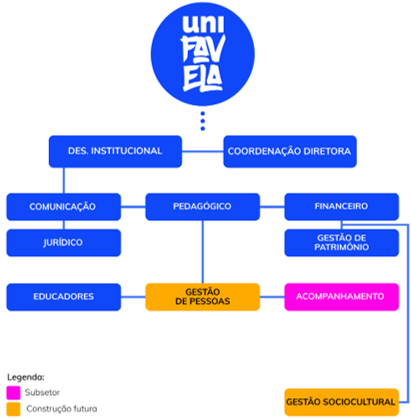 uni
FAV
ELA
DES. INSTITUCIONAL
COORDENAÇÃO DIRETORA
COMUNICAÇÃO
PEDAGÓGICO
FINANCEIRO
JURÍDICO
GESTÃO DE
PATRIMÔNIO
EDUCADORES
GESTÃO
DE PESSOAS
ACOMPANHAMENTO
Legenda:
Subsetor
Construção futura
GESTÃO SOCIOCULTURAL